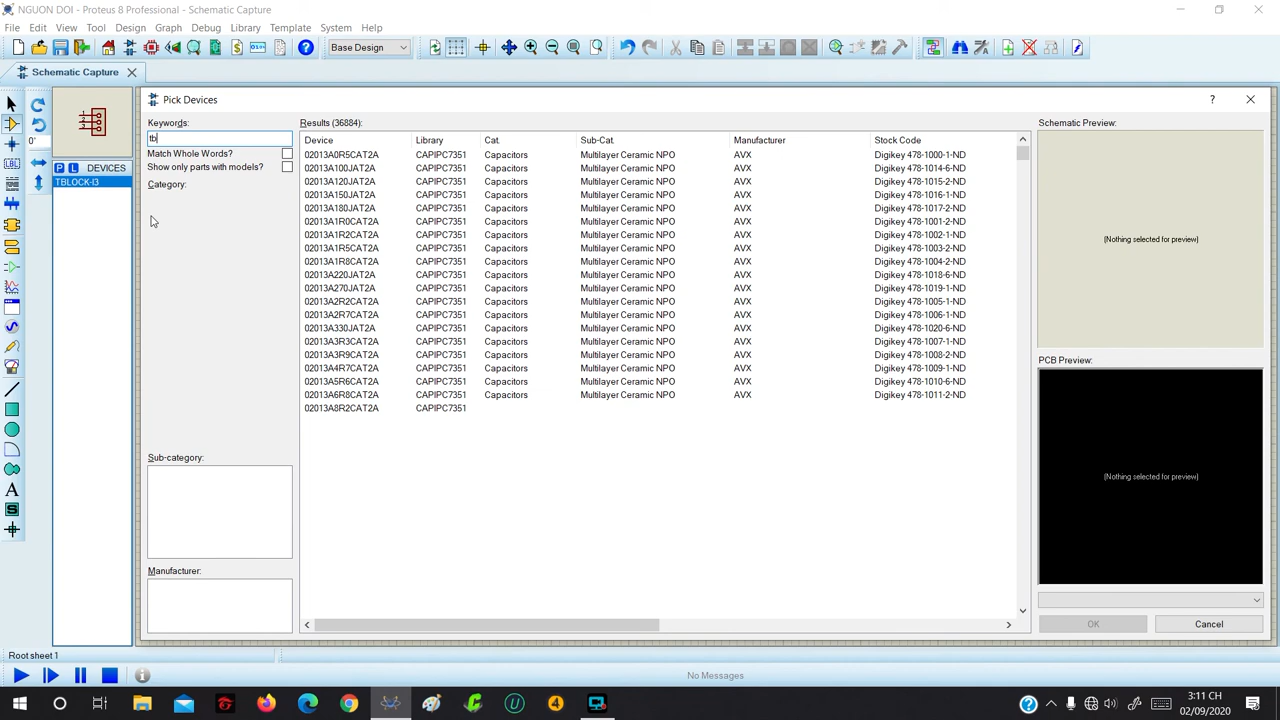 NGUON DOI - Proteus 8 Professional - Schematic Capture
File Edit View Tool Design Graph Debug Library Template System Help
Base Design
Schematic Capture
Pick Devices
Keywords:
tb
Match Whole Words?
Show only parts with models?
Category:
Sub-category:
Manufacturer:
0°
LBL
P L DEVICES
TBLOCK-I3
Results (36884):
Device Library Cat. Sub-Cat. Manufacturer Stock Code
02013A0R5CAT2A CAPIPC7351 Capacitors Multilayer Ceramic NPO AVX Digikey 478-1000-1-ND
02013A100JAT2A CAPIPC7351 Capacitors Multilayer Ceramic NPO AVX Digikey 478-1014-6-ND
02013A120JAT2A CAPIPC7351 Capacitors Multilayer Ceramic NPO AVX Digikey 478-1015-2-ND
02013A150JAT2A CAPIPC7351 Capacitors Multilayer Ceramic NPO AVX Digikey 478-1016-1-ND
02013A180JAT2A CAPIPC7351 Capacitors Multilayer Ceramic NPO AVX Digikey 478-1017-2-ND
02013A1R0CAT2A CAPIPC7351 Capacitors Multilayer Ceramic NPO AVX Digikey 478-1001-2-ND
02013A1R2CAT2A CAPIPC7351 Capacitors Multilayer Ceramic NPO AVX Digikey 478-1002-1-ND
02013A1R5CAT2A CAPIPC7351 Capacitors Multilayer Ceramic NPO AVX Digikey 478-1003-2-ND
02013A1R8CAT2A CAPIPC7351 Capacitors Multilayer Ceramic NPO AVX Digikey 478-1004-2-ND
02013A220JAT2A CAPIPC7351 Capacitors Multilayer Ceramic NPO AVX Digikey 478-1018-6-ND
02013A270JAT2A CAPIPC7351 Capacitors Multilayer Ceramic NPO AVX Digikey 478-1019-1-ND
02013A2R2CAT2A CAPIPC7351 Capacitors Multilayer Ceramic NPO AVX Digikey 478-1005-1-ND
02013A2R7CAT2A CAPIPC7351 Capacitors Multilayer Ceramic NPO AVX Digikey 478-1006-1-ND
02013A330JAT2A CAPIPC7351 Capacitors Multilayer Ceramic NPO AVX Digikey 478-1020-6-ND
02013A3R3CAT2A CAPIPC7351 Capacitors Multilayer Ceramic NPO AVX Digikey 478-1007-1-ND
02013A3R9CAT2A CAPIPC7351 Capacitors Multilayer Ceramic NPO AVX Digikey 478-1008-2-ND
02013A4R7CAT2A CAPIPC7351 Capacitors Multilayer Ceramic NPO AVX Digikey 478-1009-1-ND
02013A5R6CAT2A CAPIPC7351 Capacitors Multilayer Ceramic NPO AVX Digikey 478-1010-6-ND
02013A6R8CAT2A CAPIPC7351 Capacitors Multilayer Ceramic NPO AVX Digikey 478-1011-2-ND
02013A8R2CAT2A CAPIPC7351
Schematic Preview:
(Nothing selected for preview)
PCB Preview:
(Nothing selected for preview)
OK Cancel
Root sheet 1
No Messages
3:11 CH
02/09/2020